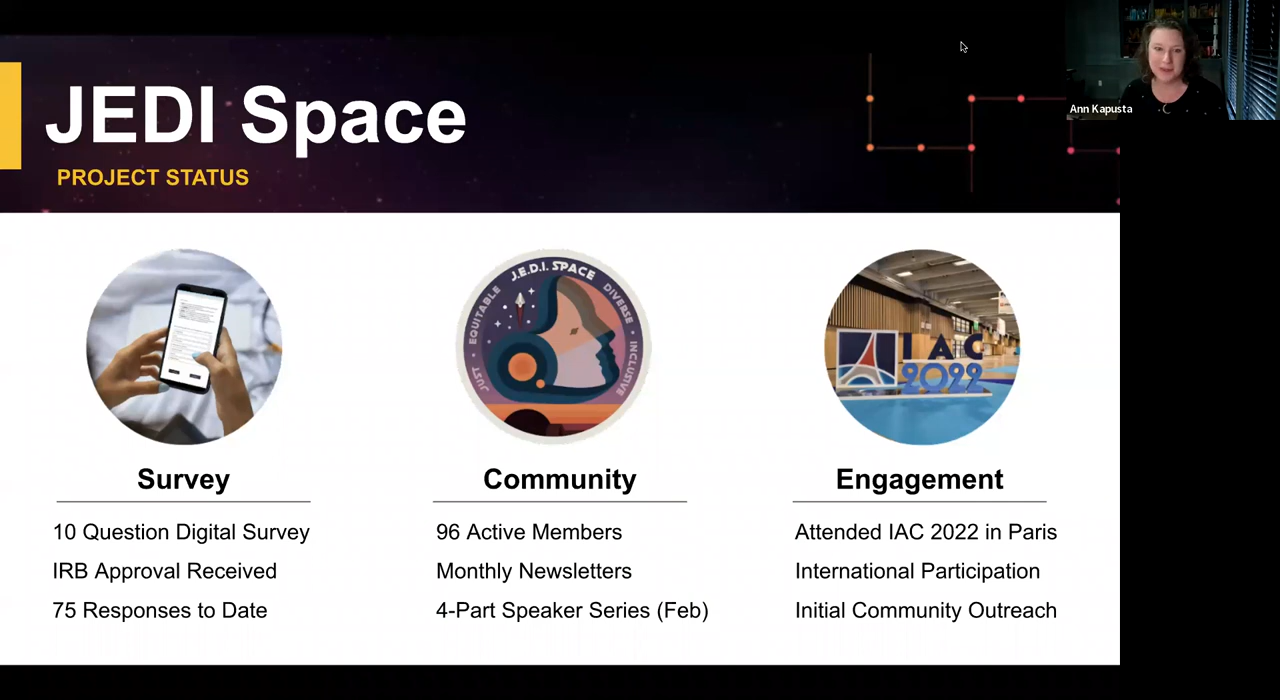 JEDI Space
PROJECT STATUS
Ann Kapusta
J.E.D.I. SPACE
JUST • EQUITABLE
DIVERSE • INCLUSIVE
IAC
2022
Survey
10 Question Digital Survey
IRB Approval Received
75 Responses to Date
Community
96 Active Members
Monthly Newsletters
4-Part Speaker Series (Feb)
Engagement
Attended IAC 2022 in Paris
International Participation
Initial Community Outreach